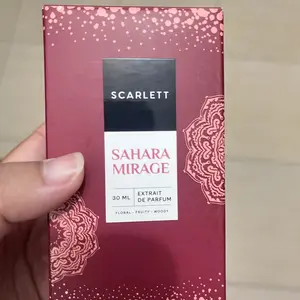 SCARLETT
SAHARA
MIRAGE
30 ML
EXTRAIT
DE PARFUM
FLORAL - FRUITY - WOODY